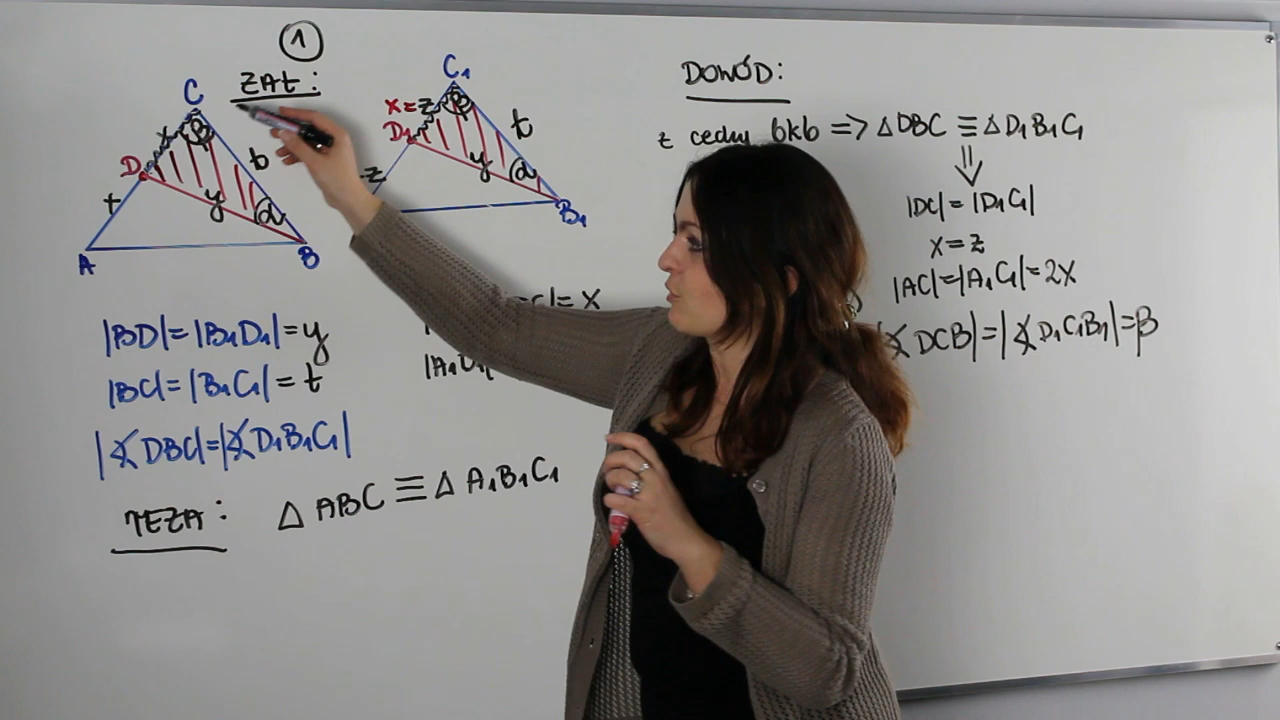 1
ZAŁ:
C
x
β
D
t
b
y
α
A
B
C₁
x=z
β
D₁
t
z
y
α
B₁
|BD|=|B₁D₁|=y
|BC|=|B₁C₁|=t
|∢DBC|=|∢D₁B₁C₁|
C|=x
TEZA: △ABC≡△A₁B₁C₁
DOWÓD:
z cechy bkb => △DBC ≡ △D₁B₁C₁
⇓
|DC|=|D₁C₁|
x=z
|AC|=|A₁C₁|=2x
|∢DCB|=|∢D₁C₁B₁|=β